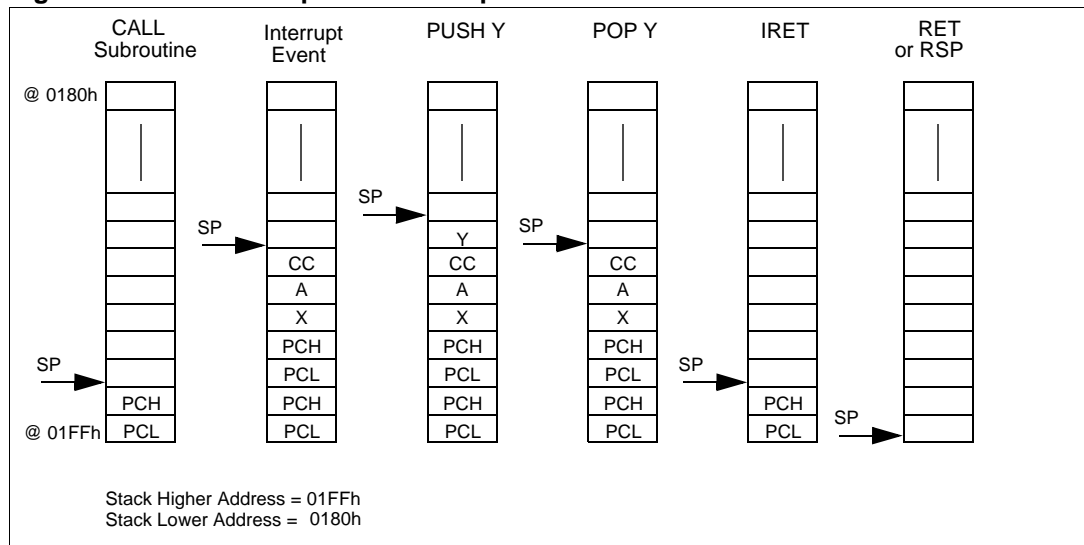 CALL
Subroutine
Interrupt
Event
PUSH Y
POP Y
IRET
RET
or RSP
@ 0180h
SP
SP
SP
Y
CC
CC
CC
A
A
A
X
X
X
PCH
PCH
PCH
SP
PCL
PCL
PCL
SP
PCH
PCH
PCH
PCH
PCH
SP
@ 01FFh
PCL
PCL
PCL
PCL
PCL
Stack Higher Address = 01FFh
Stack Lower Address = 0180h